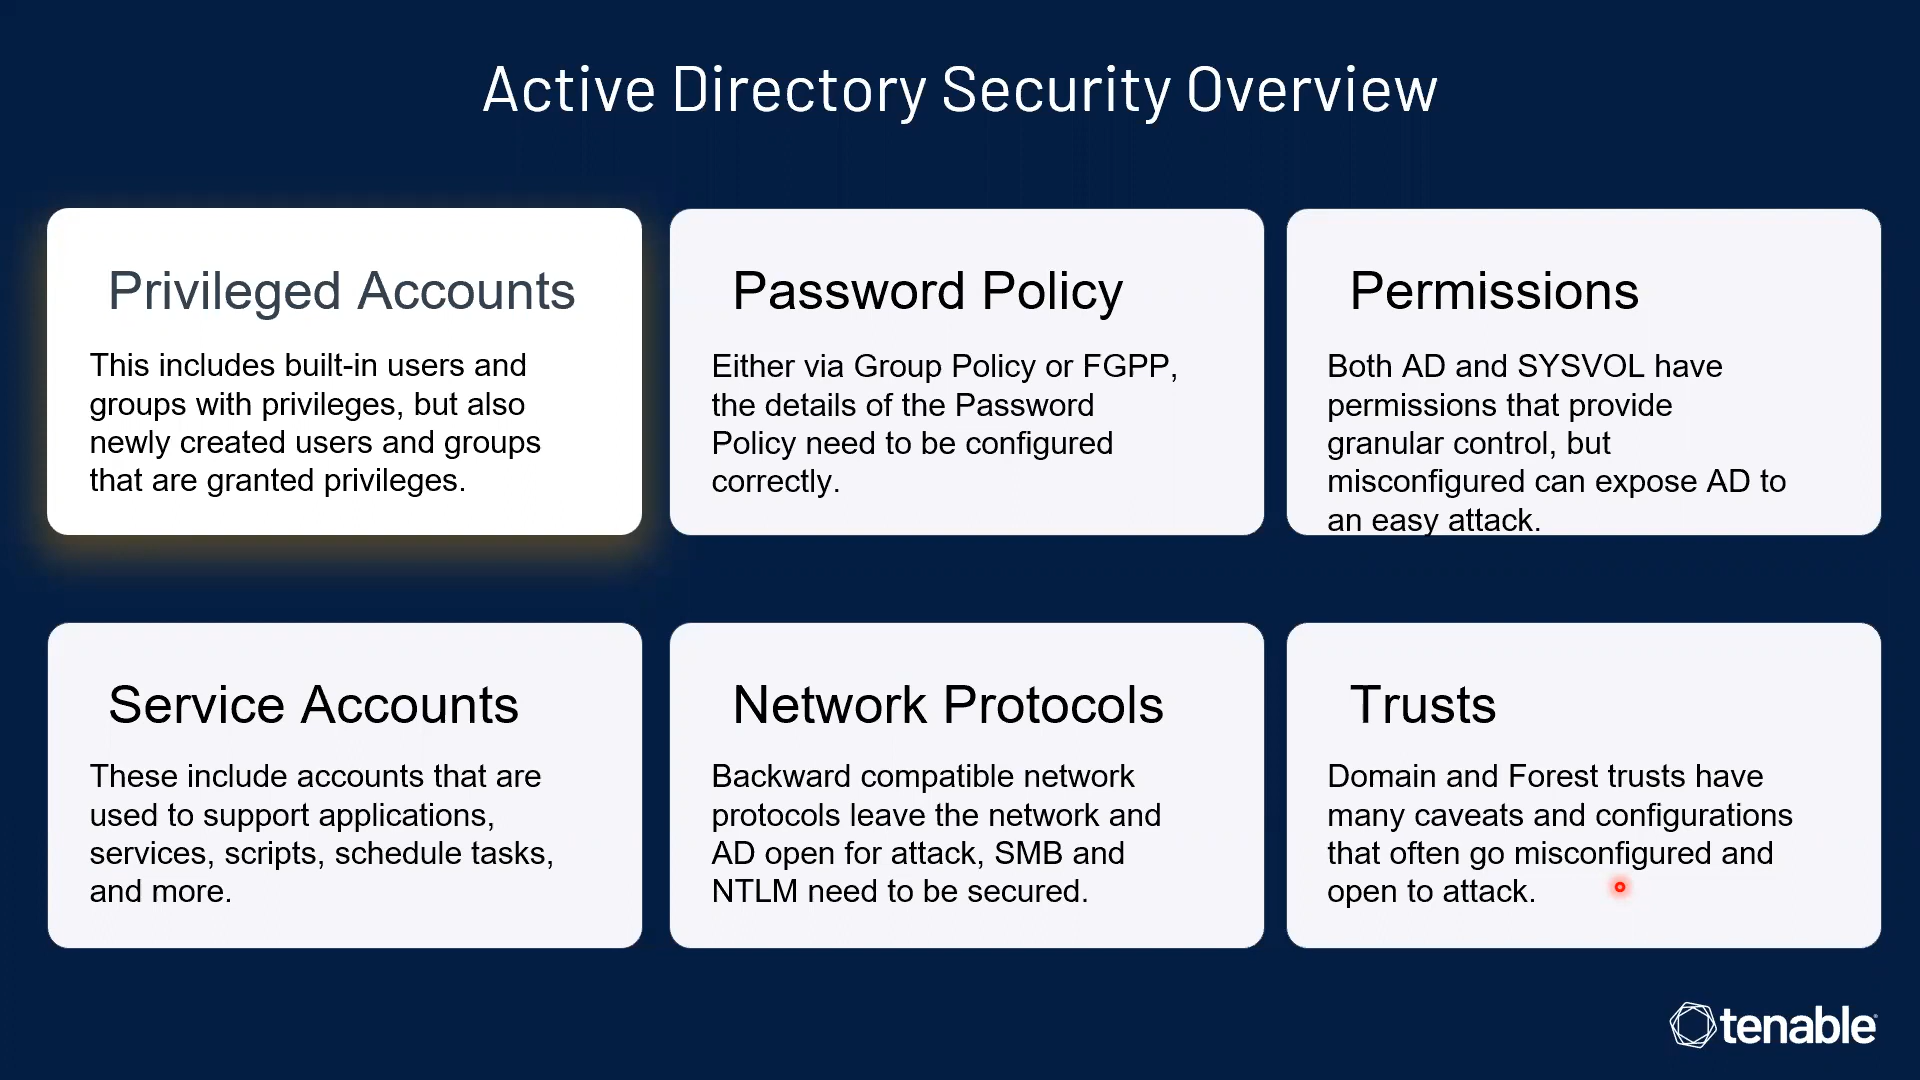 Active Directory Security Overview
Privileged Accounts
This includes built-in users and
groups with privileges, but also
newly created users and groups
that are granted privileges.
Password Policy
Either via Group Policy or FGPP,
the details of the Password
Policy need to be configured
correctly.
Permissions
Both AD and SYSVOL have
permissions that provide
granular control, but
misconfigured can expose AD to
an easy attack.
Service Accounts
These include accounts that are
used to support applications,
services, scripts, schedule tasks,
and more.
Network Protocols
Backward compatible network
protocols leave the network and
AD open for attack, SMB and
NTLM need to be secured.
Trusts
Domain and Forest trusts have
many caveats and configurations
that often go misconfigured and
open to attack.
tenable